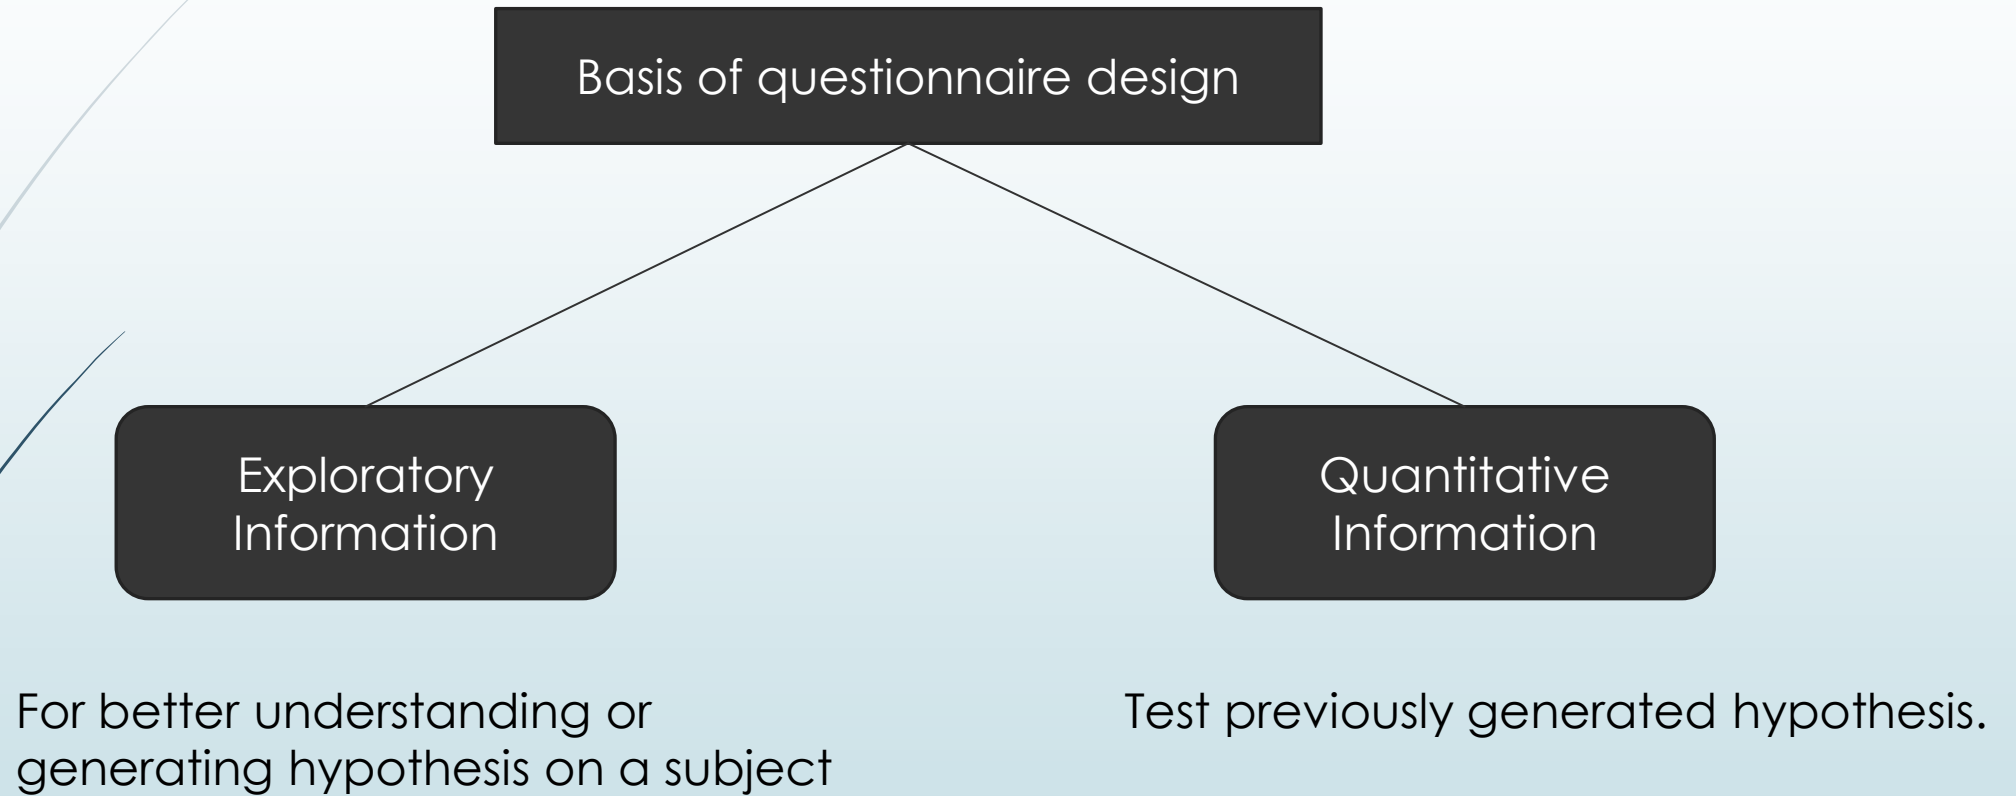 Basis of questionnaire design
Exploratory
Information
Quantitative
Information
For better understanding or
generating hypothesis on a subject
Test previously generated hypothesis.